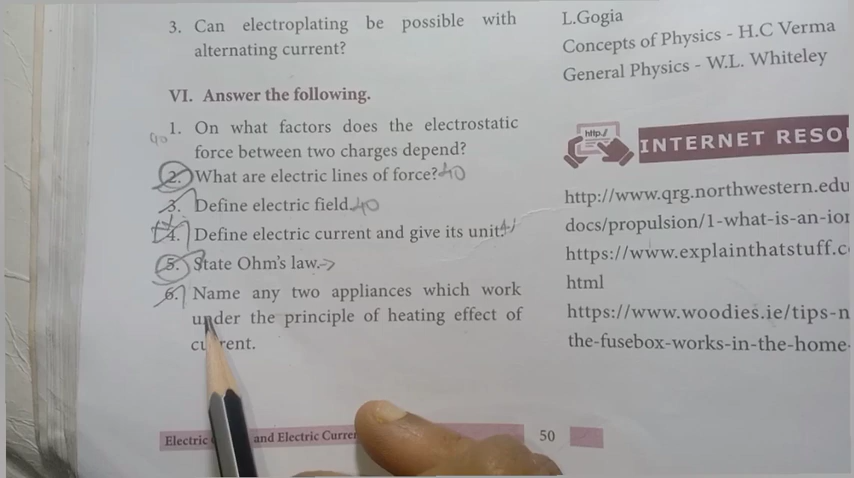 3. Can electroplating be possible with
alternating current?
VI. Answer the following.
1. On what factors does the electrostatic
force between two charges depend?
2. What are electric lines of force? 40
3. Define electric field. 40
4. Define electric current and give its unit.
5. State Ohm's law.
6. Name any two appliances which work
under the principle of heating effect of
current.
Electric and Electric Curre
50
L.Gogia
Concepts of Physics - H.C Verma
General Physics - W.L. Whiteley
http:/
INTERNET RESO
http://www.qrg.northwestern.edu
docs/propulsion/1-what-is-an-ion
https://www.explainthatstuff.c
html
https://www.woodies.ie/tips-n
the-fusebox-works-in-the-home